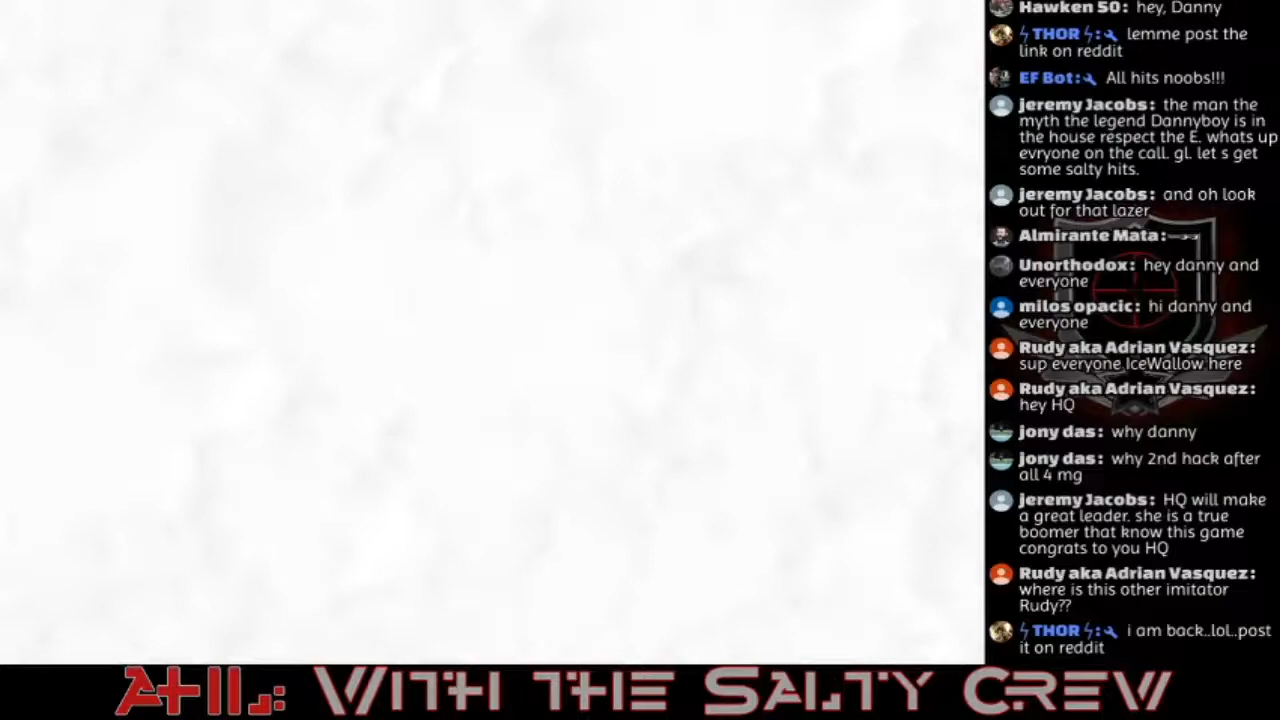 Hawken 50: hey, Danny
⚡THOR⚡: lemme post the
link on reddit
EF Bot: All hits noobs!!!
jeremy Jacobs: the man the
myth the legend Dannyboy is in
the house respect the E. whats up
evryone on the call. gl. let s get
some salty hits.
jeremy Jacobs: and oh look
out for that lazer
Almirante Mata:
Unorthodox: hey danny and
everyone
milos opacic: hi danny and
everyone
Rudy aka Adrian Vasquez:
sup everyone IceWallow here
Rudy aka Adrian Vasquez:
hey HQ
jony das: why danny
jony das: why 2nd hack after
all 4 mg
jeremy Jacobs: HQ will make
a great leader. she is a true
boomer that know this game
congrats to you HQ
Rudy aka Adrian Vasquez:
where is this other imitator
Rudy??
⚡THOR⚡: i am back..lol..post
it on reddit
With the Salty Crew